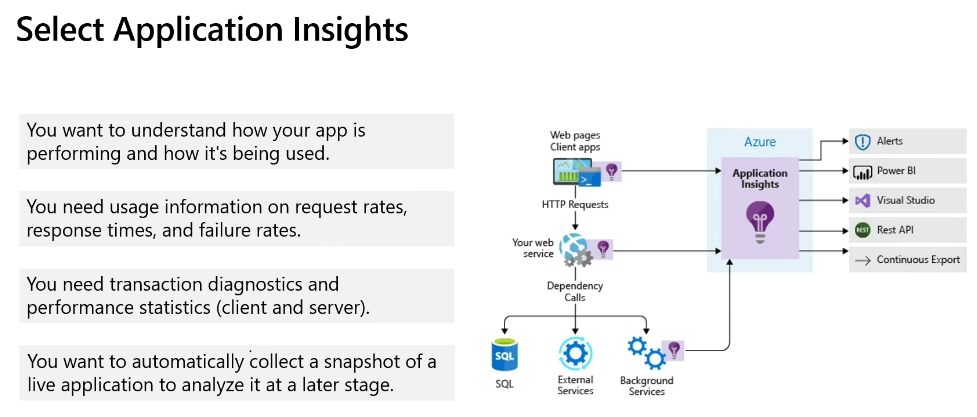 Select Application Insights
You want to understand how your app is
performing and how it's being used.
You need usage information on request rates,
response times, and failure rates.
You need transaction diagnostics and
performance statistics (client and server).
You want to automatically collect a snapshot of a
live application to analyze it at a later stage.
Web pages
Client apps
HTTP Requests
Your web
service
Dependency
Calls
SQL
SQL
External
Services
Background
Services
Azure
Application
Insights
Alerts
Power BI
Visual Studio
REST
Rest API
Continuous Export